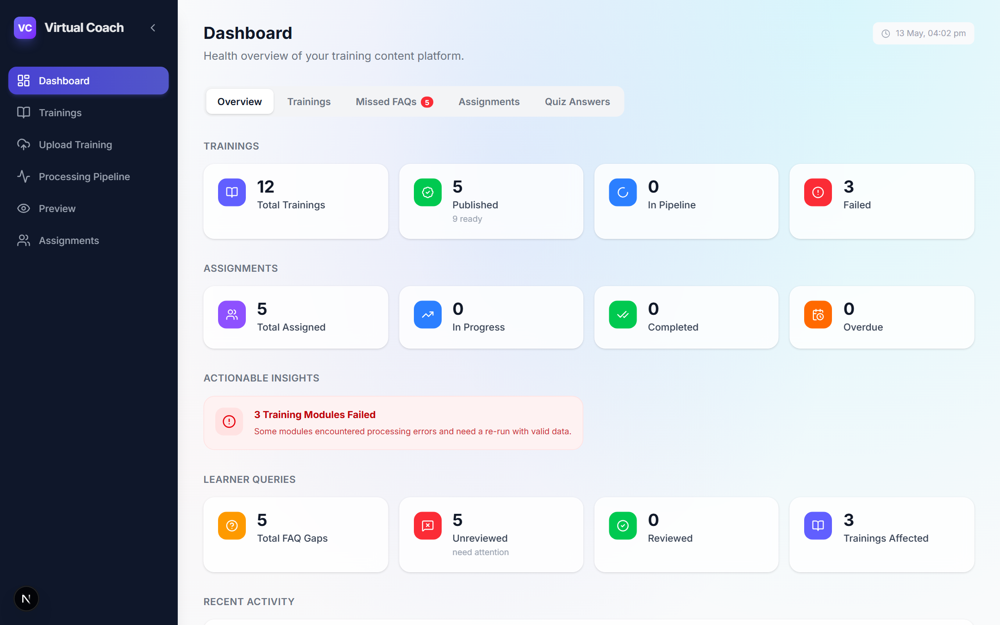 VC Virtual Coach
Dashboard
Trainings
Upload Training
Processing Pipeline
Preview
Assignments
N
Dashboard
13 May, 04:02 pm
Health overview of your training content platform.
Overview Trainings Missed FAQs 5 Assignments Quiz Answers
TRAININGS
12
Total Trainings
5
Published
9 ready
0
In Pipeline
3
Failed
ASSIGNMENTS
5
Total Assigned
0
In Progress
0
Completed
0
Overdue
ACTIONABLE INSIGHTS
3 Training Modules Failed
Some modules encountered processing errors and need a re-run with valid data.
LEARNER QUERIES
5
Total FAQ Gaps
5
Unreviewed
need attention
0
Reviewed
3
Trainings Affected
RECENT ACTIVITY